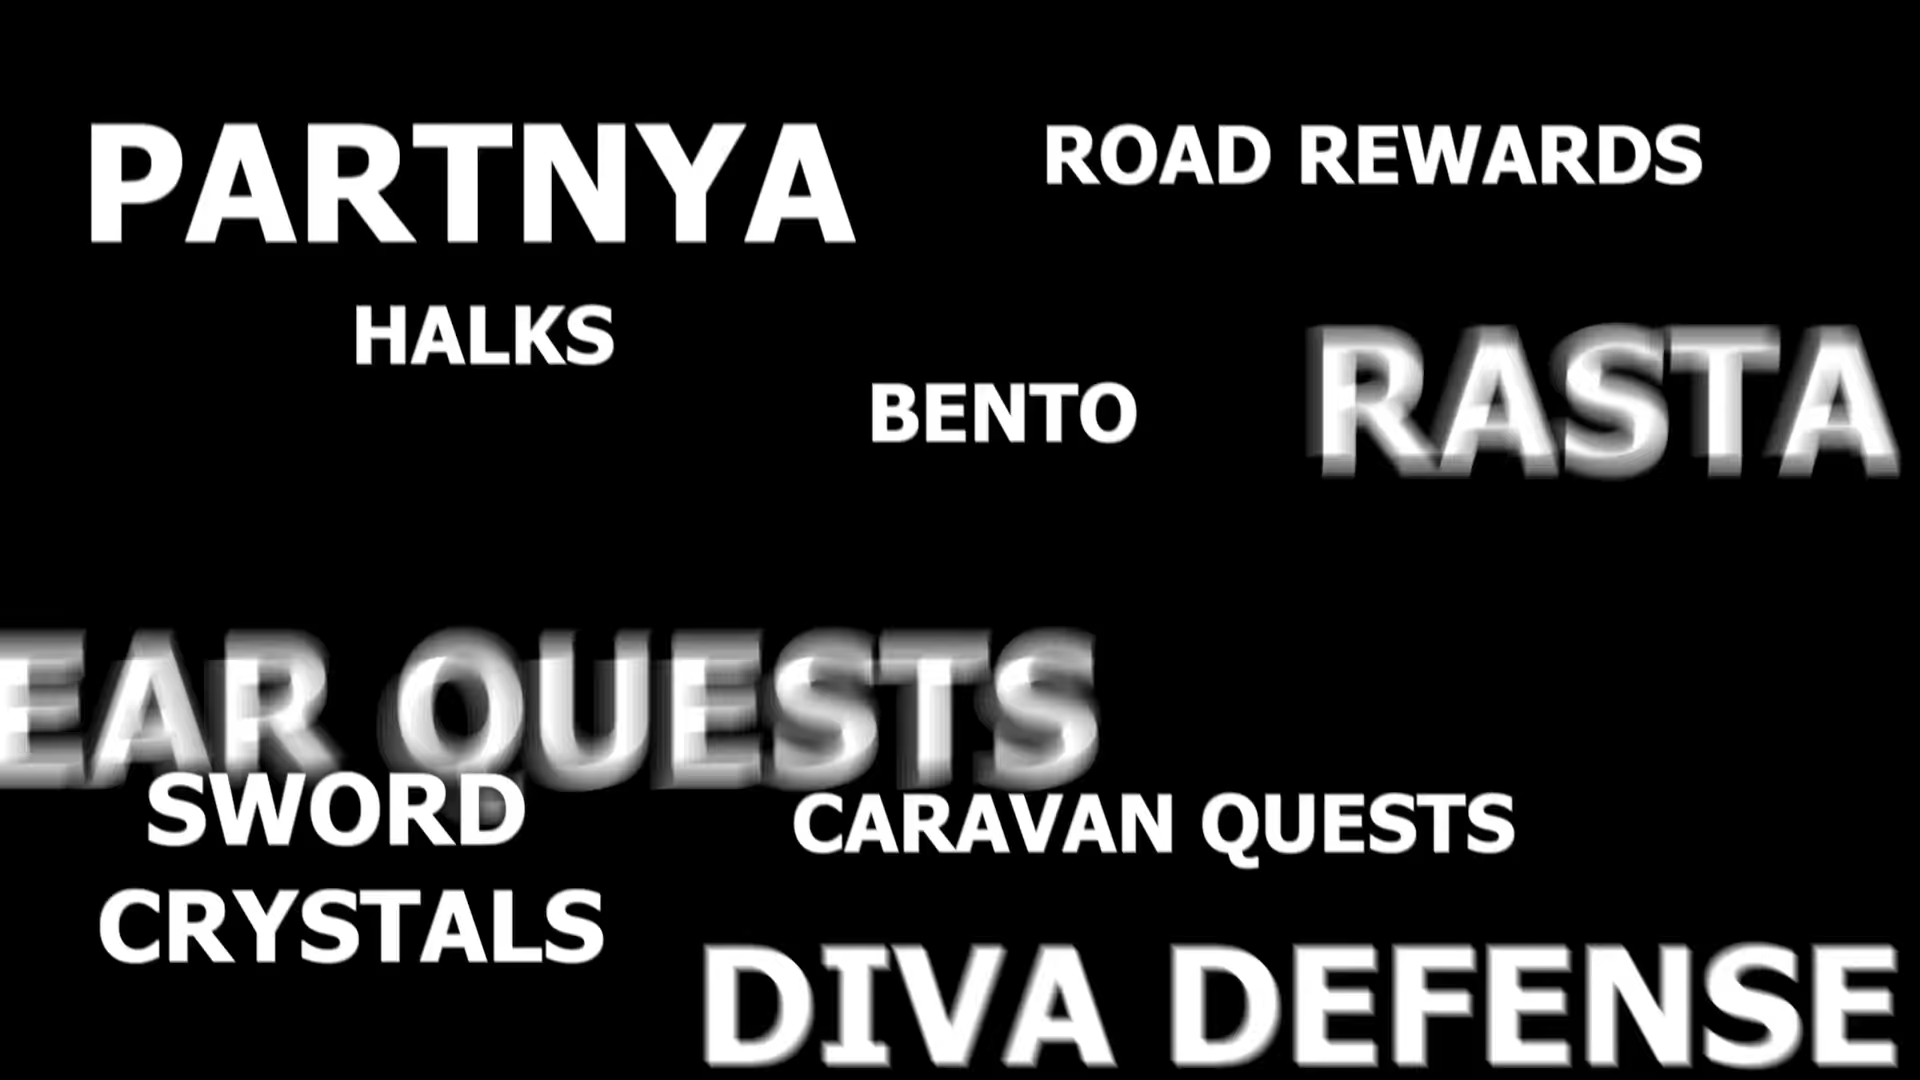 PARTNYA
ROAD REWARDS
HALKS
RASTA
BENTO
EAR QUESTS
SWORD
CRYSTALS
CARAVAN QUESTS
DIVA DEFENSE